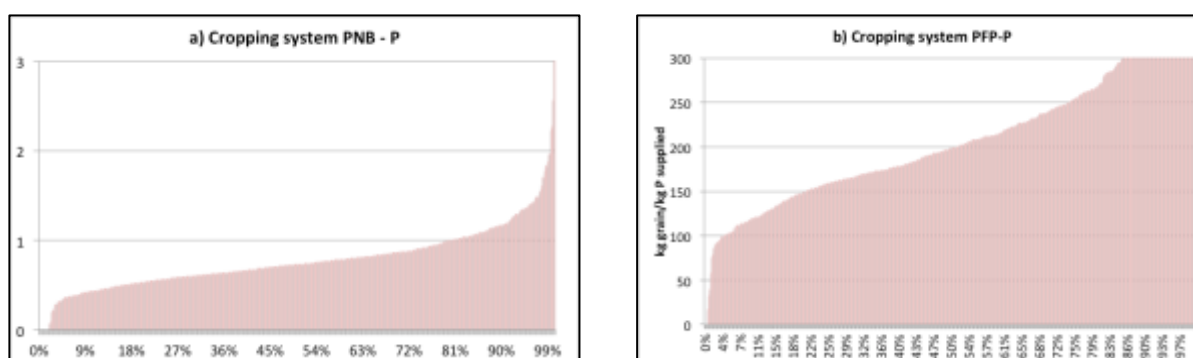 a) Cropping system PNB - P
3
2
1
0
0% 9% 18% 27% 36% 45% 54% 63% 72% 81% 90% 99%
b) Cropping system PFP-P
kg grain/kg P supplied
300
250
200
150
100
50
0
0% 4% 7% 11% 15% 18% 22% 25% 29% 32% 36% 40% 43% 47% 50% 54% 57% 61% 65% 68% 72% 75% 79% 83% 86% 90% 93% 97%